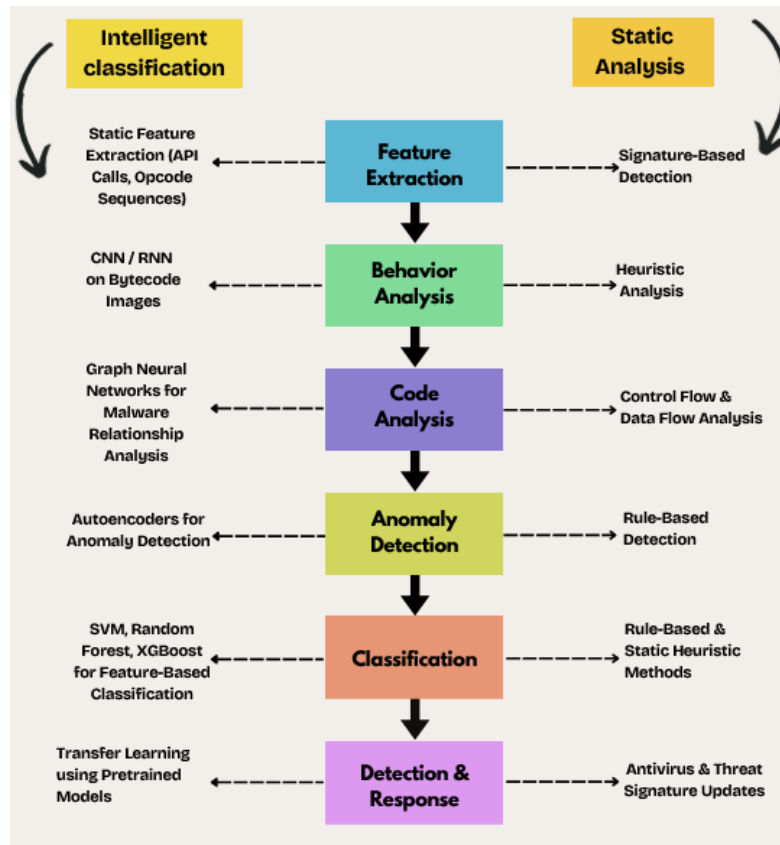 Intelligent
classification
Static
Analysis
Static Feature
Extraction (API
Calls, Opcode
Sequences)
Feature
Extraction
Signature-Based
Detection
CNN / RNN
on Bytecode
Images
Behavior
Analysis
Heuristic
Analysis
Graph Neural
Networks for
Malware
Relationship
Analysis
Code
Analysis
Control Flow &
Data Flow Analysis
Autoencoders for
Anomaly Detection
Anomaly
Detection
Rule-Based
Detection
SVM, Random
Forest, XGBoost
for Feature-Based
Classification
Classification
Rule-Based &
Static Heuristic
Methods
Transfer Learning
using Pretrained
Models
Detection &
Response
Antivirus & Threat
Signature Updates